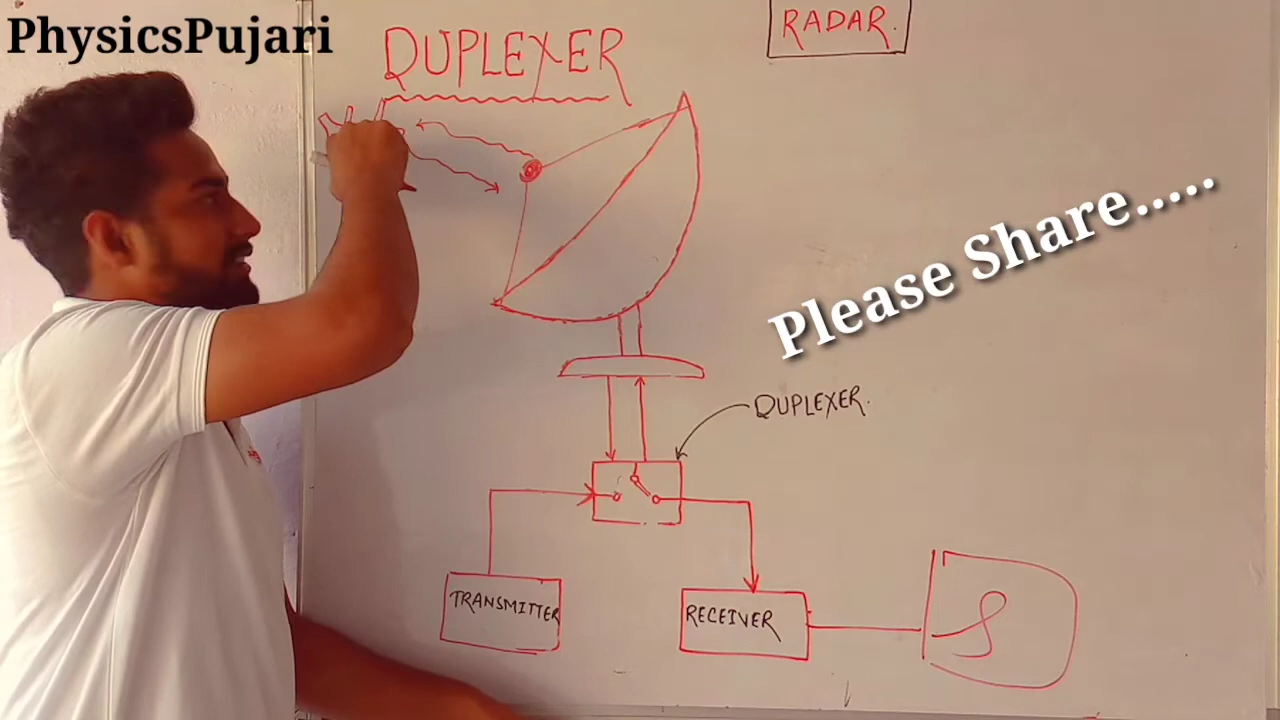 PhysicsPujari
DUPLEXER
RADAR.
Please Share.....
DUPLEXER.
TRANSMITTER
RECEIVER